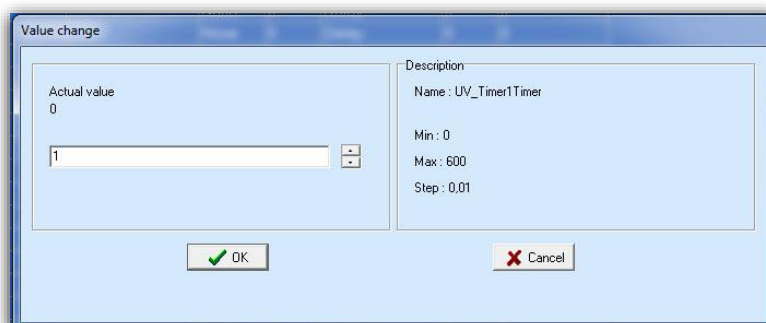 Value change
Actual value
0
1
OK
Description
Name : UV_Timer1Timer
Min : 0
Max : 600
Step : 0,01
Cancel